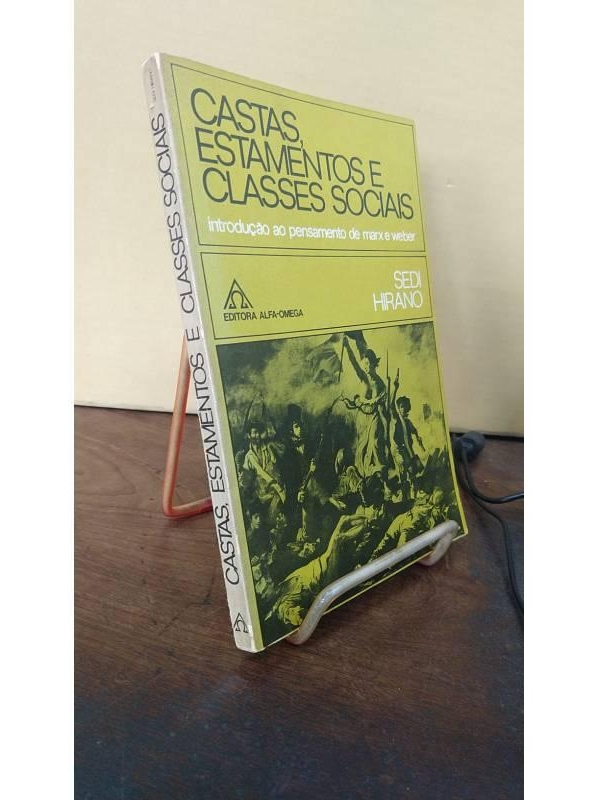 CASTAS,
ESTAMENTOS E
CLASSES SOCIAIS
introdução ao pensamento de marx e weber
SEDI
HIRANO
EDITORA ALFA-OMEGA
CASTAS, ESTAMENTOS E CLASSES SOCIAIS